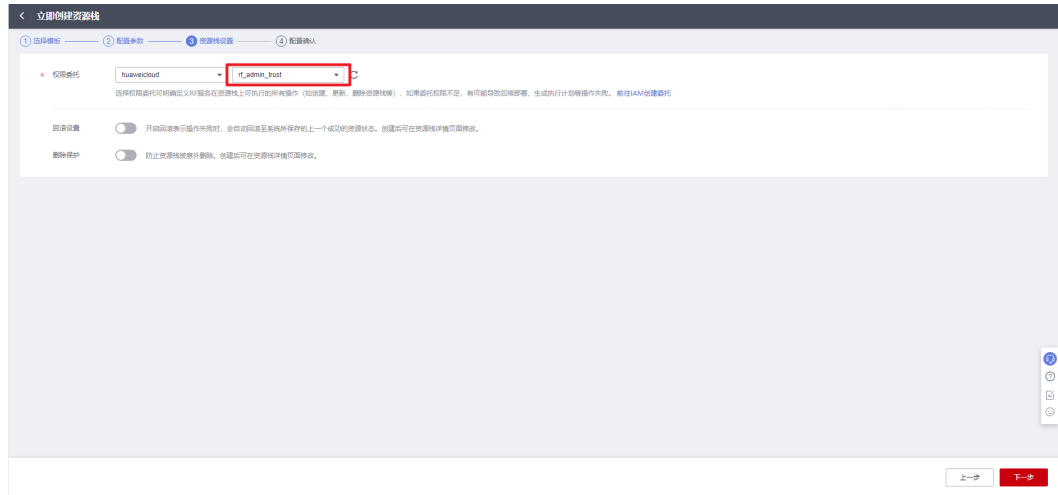 立即创建资源栈
1 选择模板 2 配置参数 3 资源栈设置 4 配置确认
* 权限委托 huaweicloud rf_admin_trust
选择权限委托可明确定义RF服务在资源栈上可执行的所有操作（如创建、更新、删除资源栈等），如果委托权限不足，有可能导致后续部署、生成执行计划等操作失败。 前往IAM创建委托
回滚设置 开启回滚表示操作失败时，会自动回滚至系统所保存的上一个成功的资源状态。创建后可在资源栈详情页面修改。
删除保护 防止资源栈被意外删除。创建后可在资源栈详情页面修改。
上一步 下一步